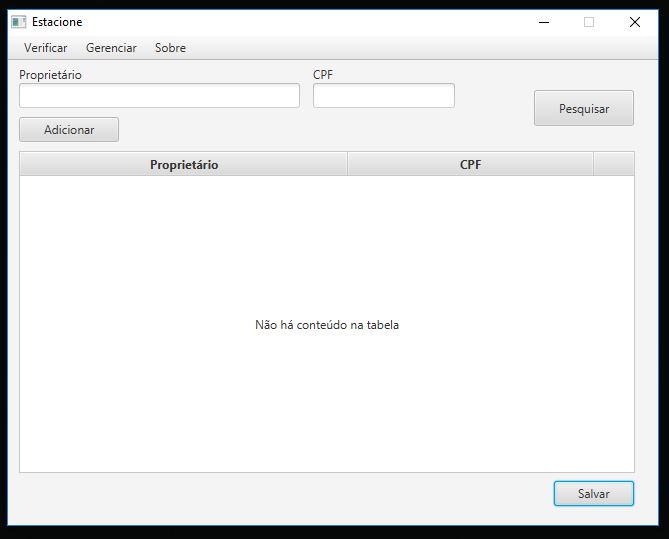 Estacione
Verificar Gerenciar Sobre
Proprietário CPF
Pesquisar
Adicionar
Proprietário CPF
Não há conteúdo na tabela
Salvar